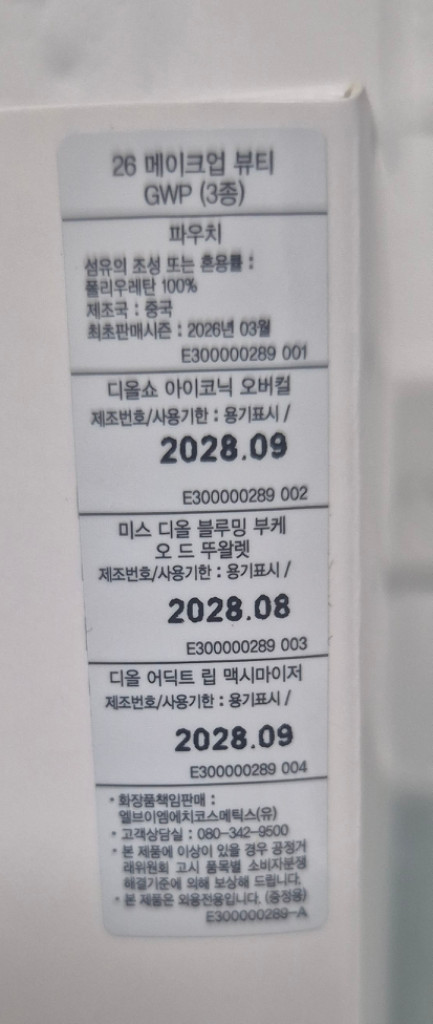 26 메이크업 뷰티
GWP (3종)
파우치
섬유의 조성 또는 혼용률 :
폴리우레탄 100%
제조국 : 중국
최초판매시즌 : 2026년 03월
E300000289 001
디올쇼 아이코닉 오버컬
제조번호/사용기한 : 용기표시 /
2028.09
E300000289 002
미스 디올 블루밍 부케
오 드 뚜왈렛
제조번호/사용기한 : 용기표시 /
2028.08
E300000289 003
디올 어딕트 립 맥시마이저
제조번호/사용기한 : 용기표시 /
2028.09
E300000289 004
• 화장품책임판매 :
엘브이엠에치코스메틱스(유)
• 고객상담실 : 080-342-9500
• 본 제품에 이상이 있을 경우 공정거
래위원회 고시 품목별 소비자분쟁
해결기준에 의해 보상해 드립니다.
• 본 제품은 외용전용입니다. (증정용)
E300000289-A